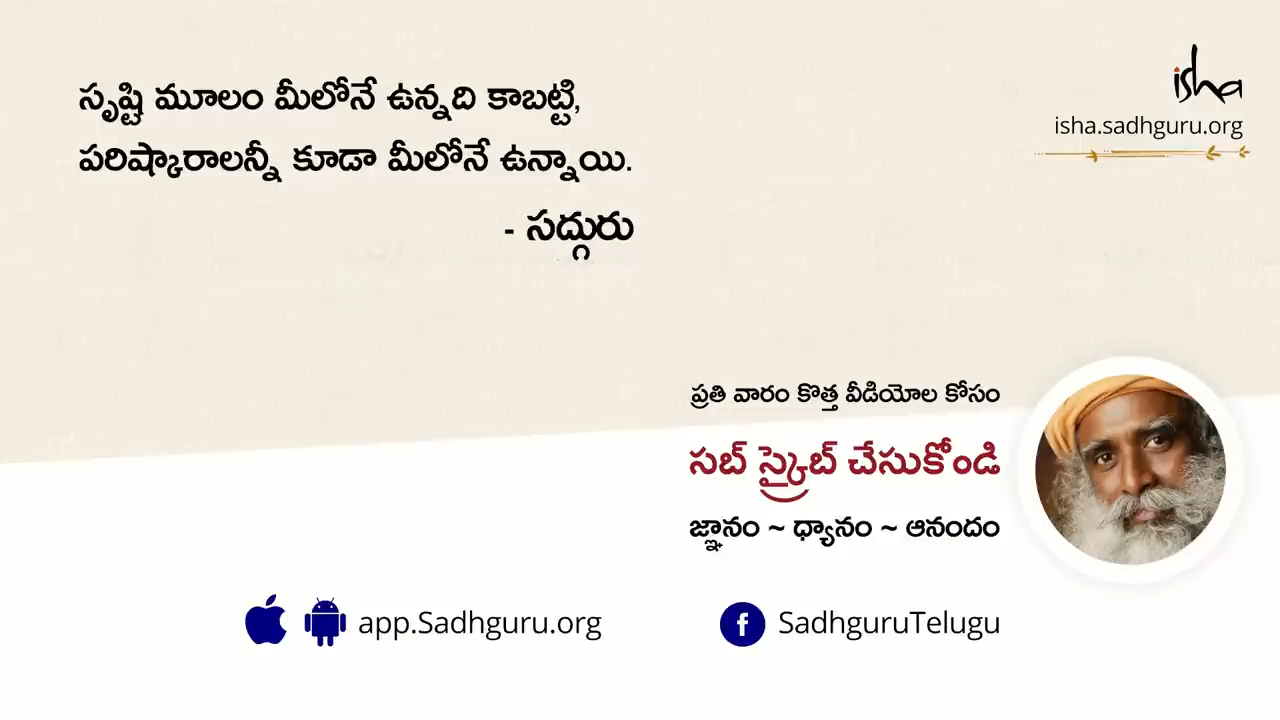 సృష్టి మూలం మీలోనే ఉన్నది కాబట్టి,
పరిష్కారాలన్నీ కూడా మీలోనే ఉన్నాయి.
- సద్గురు
isha
isha.sadhguru.org
ప్రతి వారం కొత్త వీడియోల కోసం
సబ్ స్క్రైబ్ చేసుకోండి
జ్ఞానం ~ ధ్యానం ~ ఆనందం
app.Sadhguru.org
SadhguruTelugu